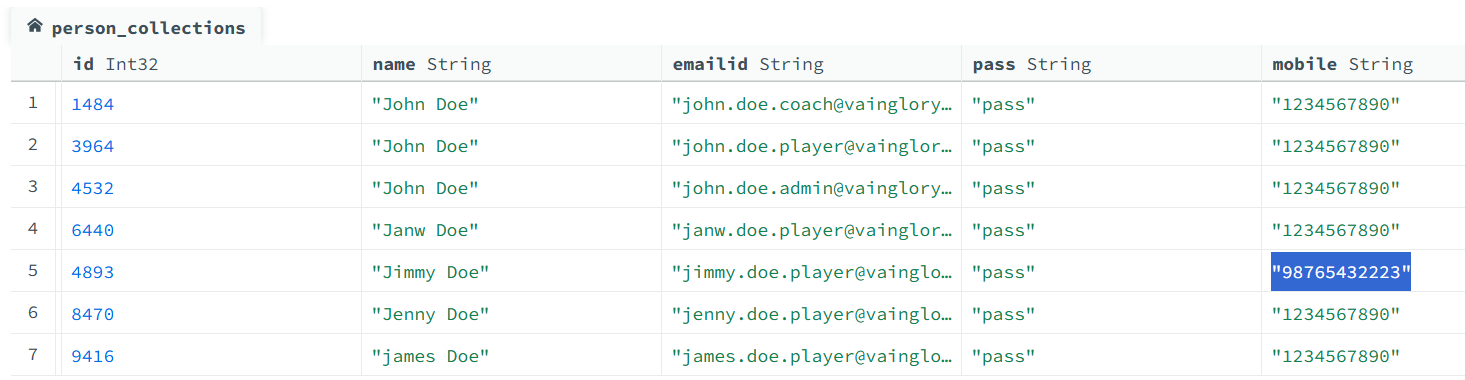 person_collections
id Int32 name String emailid String pass String mobile String
1 1484 "John Doe" "john.doe.coach@vainglory… "pass" "1234567890"
2 3964 "John Doe" "john.doe.player@vainglor… "pass" "1234567890"
3 4532 "John Doe" "john.doe.admin@vainglory… "pass" "1234567890"
4 6440 "Janw Doe" "janw.doe.player@vainglor… "pass" "1234567890"
5 4893 "Jimmy Doe" "jimmy.doe.player@vainglo… "pass" "98765432223"
6 8470 "Jenny Doe" "jenny.doe.player@vainglo… "pass" "1234567890"
7 9416 "james Doe" "james.doe.player@vainglo… "pass" "1234567890"